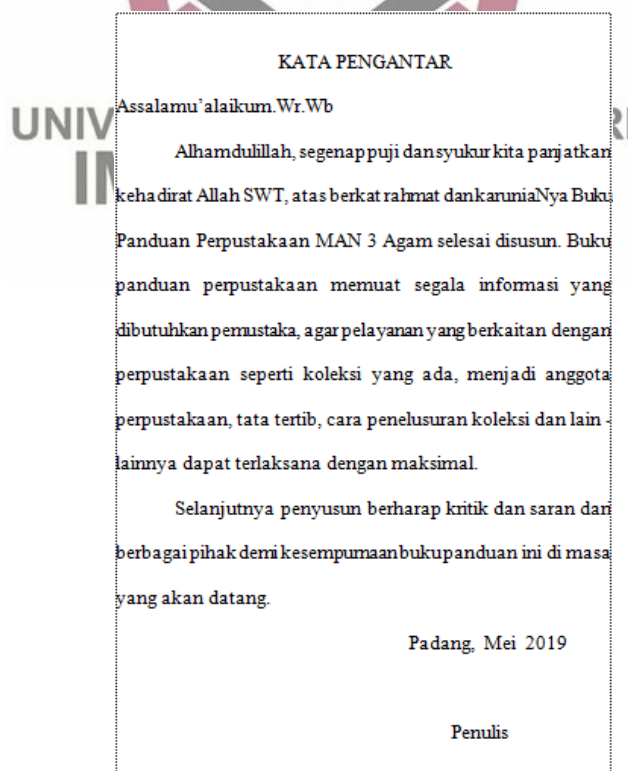 KATA PENGANTAR
Assalamu’alaikum.Wr.Wb
Alhamdulillah, segenap puji dan syukur kita panjatkan
kehadirat Allah SWT, atas berkat rahmat dan karuniaNya Buku
Panduan Perpustakaan MAN 3 Agam selesai disusun. Buku
panduan perpustakaan memuat segala informasi yang
dibutuhkan pemustaka, agar pelayanan yang berkaitan dengan
perpustakaan seperti koleksi yang ada, menjadi anggota
perpustakaan, tata tertib, cara penelusuran koleksi dan lain -
lainnya dapat terlaksana dengan maksimal.
Selanjutnya penyusun berharap kritik dan saran dari
berbagai pihak demi kesempurnaan buku panduan ini di masa
yang akan datang.
Padang, Mei 2019
Penulis